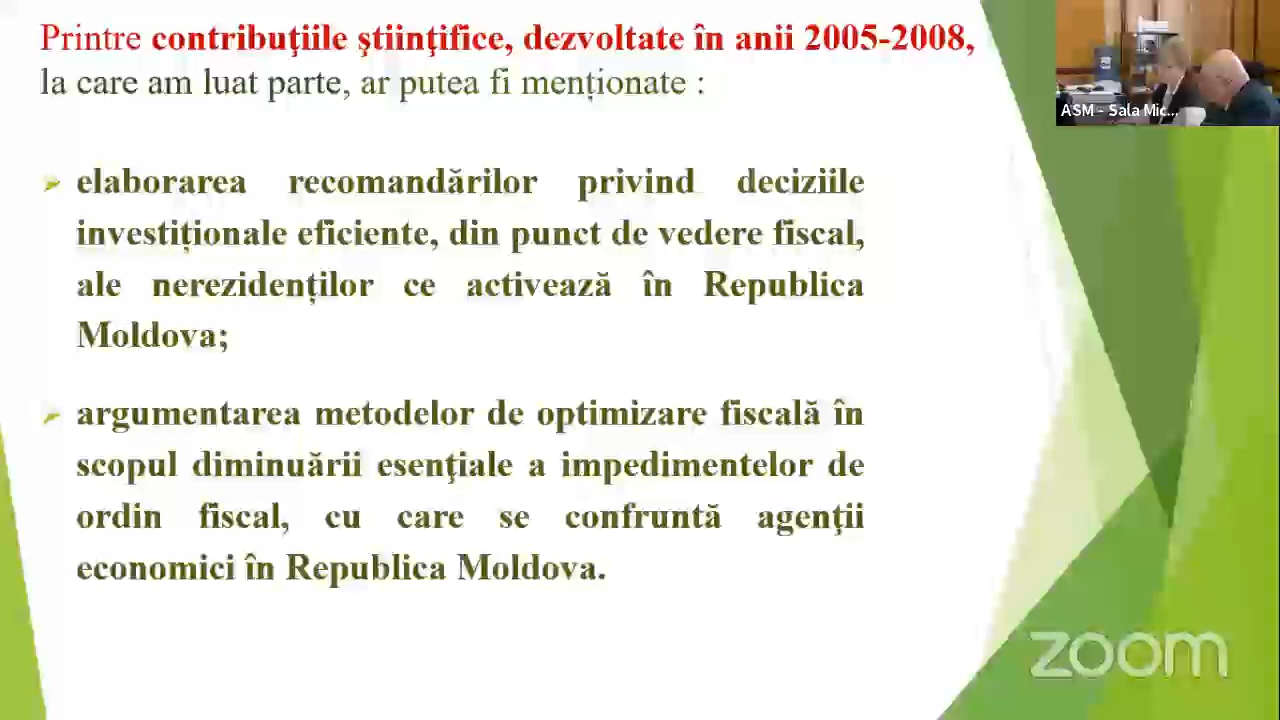 Printre contribuţiile ştiinţifice, dezvoltate în anii 2005-2008,
la care am luat parte, ar putea fi menționate :
elaborarea recomandărilor privind deciziile
investiționale eficiente, din punct de vedere fiscal,
ale nerezidenților ce activează în Republica
Moldova;
argumentarea metodelor de optimizare fiscală în
scopul diminuării esenţiale a impedimentelor de
ordin fiscal, cu care se confruntă agenţii
economici în Republica Moldova.
ASM - Sala Mic...
zoom